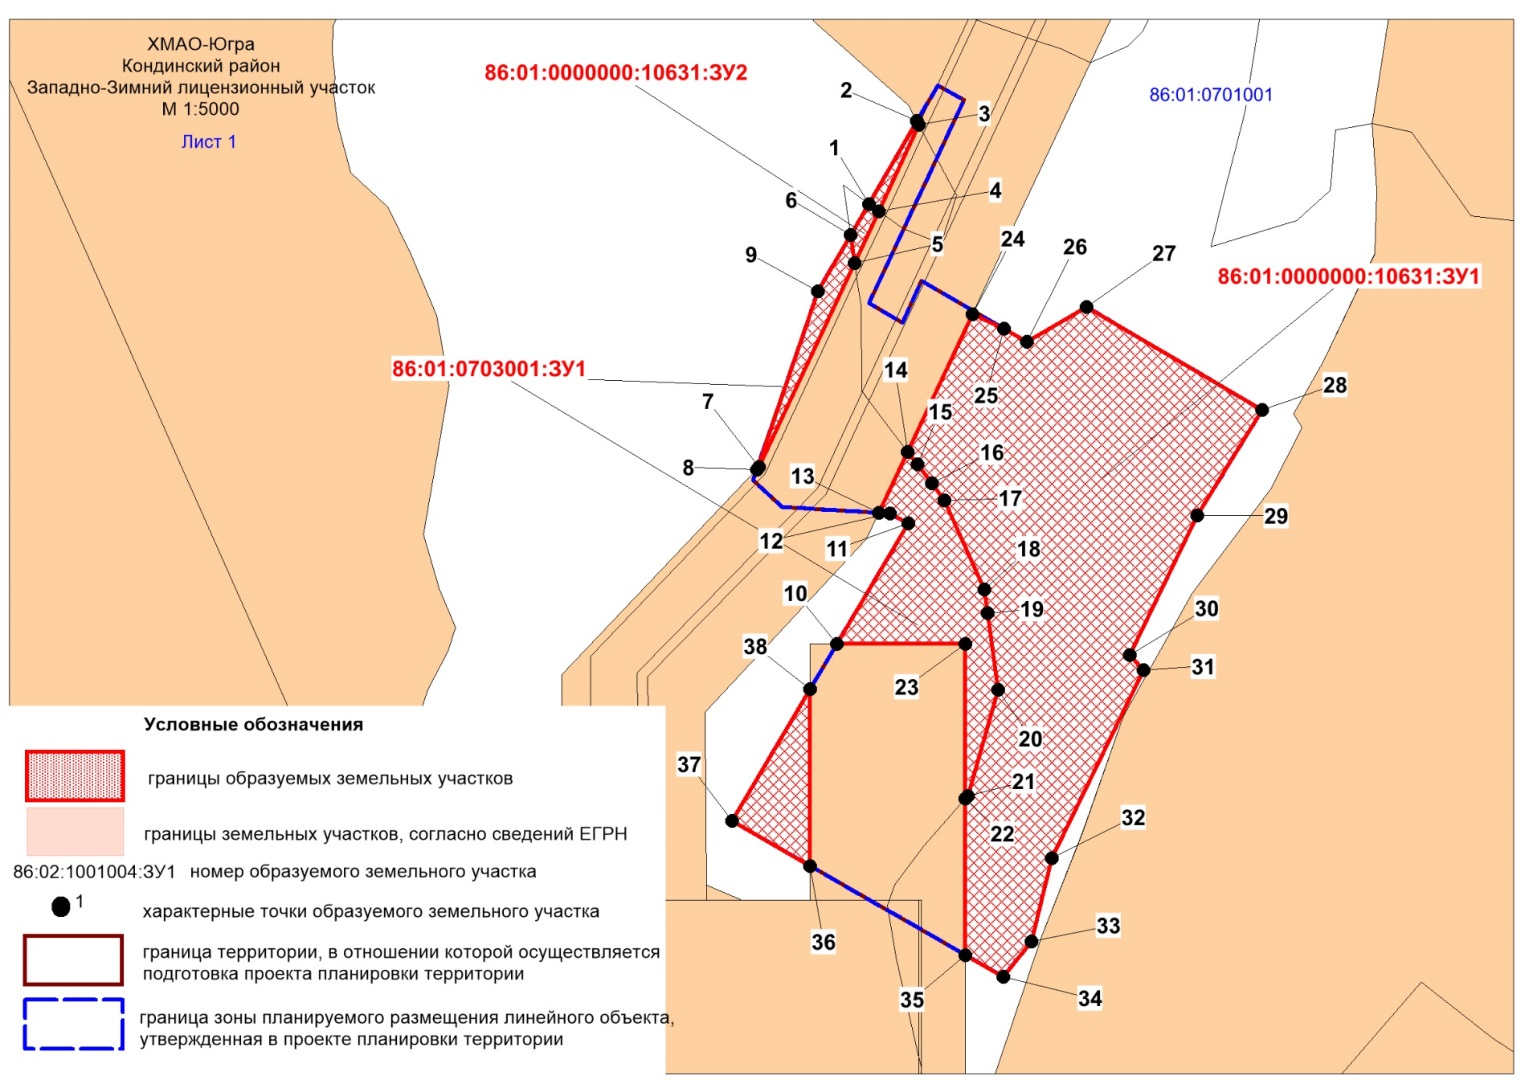 ХМАО-Югра
Кондинский район
Западно-Зимний лицензионный участок
М 1:5000
Лист 1
86:01:0000000:10631:ЗУ2
86:01:0701001
2
3
1
4
6
5
24
26
27
9
86:01:0000000:10631:ЗУ1
86:01:0703001:ЗУ1
14
25
28
7
15
16
8
13
17
29
12
11
18
10
19
30
38
23
31
20
37
21
22
32
36
33
35
34
Условные обозначения
границы образуемых земельных участков
границы земельных участков, согласно сведений ЕГРН
86:02:1001004:ЗУ1 номер образуемого земельного участка
1
характерные точки образуемого земельного участка
граница территории, в отношении которой осуществляется
подготовка проекта планировки территории
граница зоны планируемого размещения линейного объекта,
утвержденная в проекте планировки территории